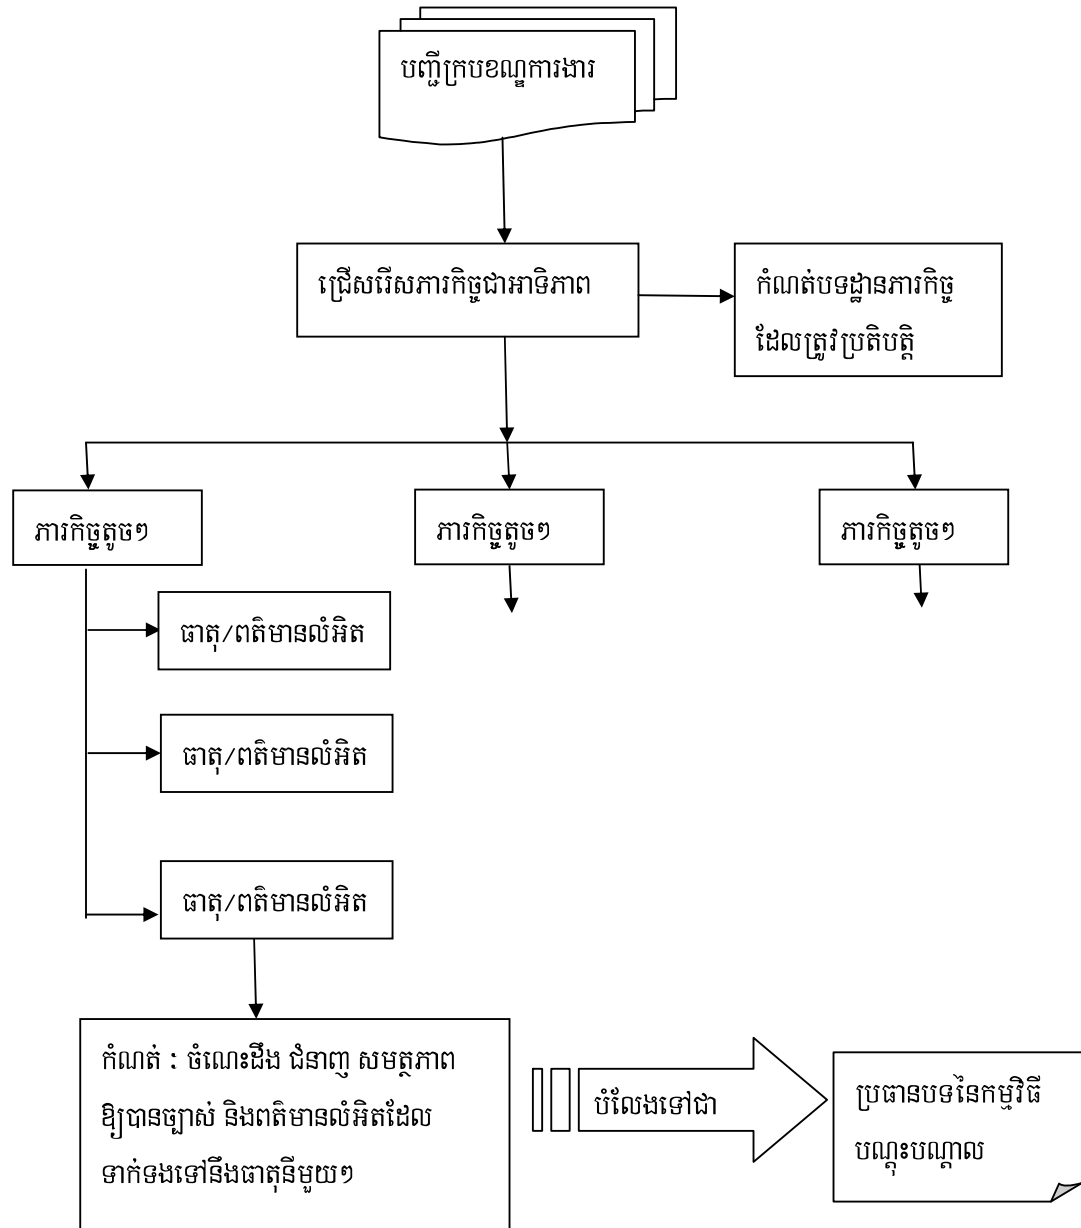 បញ្ជីក្របខណ្ឌការងារ
ជ្រើសរើសភារកិច្ចជាអាទិភាព
កំណត់បទដ្ឋានភារកិច្ច
ដែលត្រូវប្រតិបត្តិ
ភារកិច្ចតូចៗ
ភារកិច្ចតូចៗ
ភារកិច្ចតូចៗ
ធាតុ/ពត៌មានលំអិត
ធាតុ/ពត៌មានលំអិត
ធាតុ/ពត៌មានលំអិត
កំណត់ : ចំណេះដឹង ជំនាញ សមត្ថភាព
ឱ្យបានច្បាស់ និងពត៌មានលំអិតដែល
ទាក់ទងទៅនឹងធាតុនីមួយៗ
បំលែងទៅជា
ប្រធានបទនៃកម្មវិធី
បណ្តុះបណ្តាល